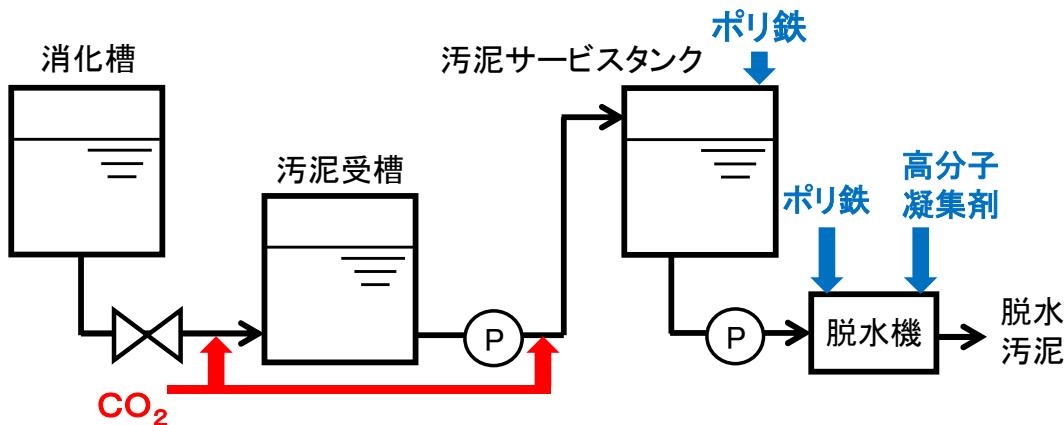 消化槽
汚泥受槽
汚泥サービスタンク
ポリ鉄
ポリ鉄
高分子
凝集剤
P
P
脱水機
脱水
汚泥
CO₂